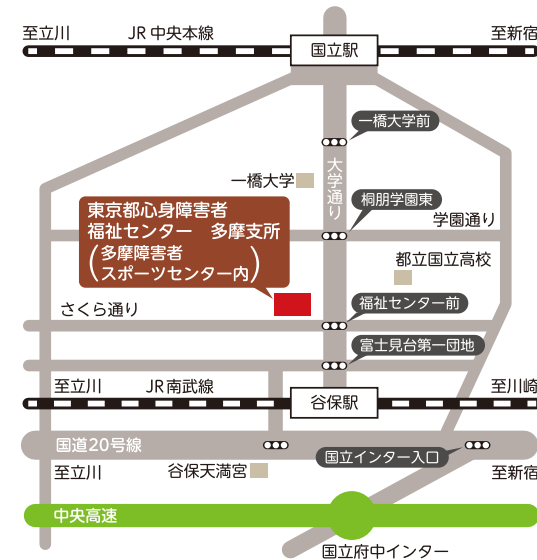 至立川
JR 中央本線
国立駅
至新宿
一橋大学前
大学通り
一橋大学
桐朋学園東
東京都心身障害者
福祉センター 多摩支所
(多摩障害者
スポーツセンター内)
学園通り
都立国立高校
さくら通り
福祉センター前
富士見台第一団地
至立川
JR 南武線
谷保駅
至川崎
国道20号線
国立インター入口
至立川
谷保天満宮
至新宿
中央高速
国立府中インター